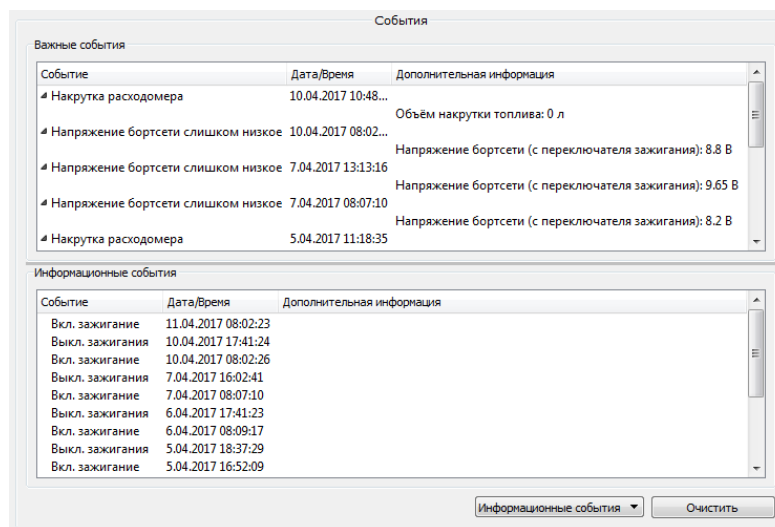 События
Важные события
Событие Дата/Время Дополнительная информация
Накрутка расходомера 10.04.2017 10:48...
Объём накрутки топлива: 0 л
Напряжение бортсети слишком низкое 10.04.2017 08:02...
Напряжение бортсети (с переключателя зажигания): 8.8 В
Напряжение бортсети слишком низкое 7.04.2017 13:13:16
Напряжение бортсети (с переключателя зажигания): 9.65 В
Напряжение бортсети слишком низкое 7.04.2017 08:07:10
Напряжение бортсети (с переключателя зажигания): 8.2 В
Накрутка расходомера 5.04.2017 11:18:35
Информационные события
Событие Дата/Время Дополнительная информация
Вкл. зажигание 11.04.2017 08:02:23
Выкл. зажигания 10.04.2017 17:41:24
Вкл. зажигание 10.04.2017 08:02:26
Выкл. зажигания 7.04.2017 16:02:41
Вкл. зажигание 7.04.2017 08:07:10
Выкл. зажигания 6.04.2017 17:41:23
Вкл. зажигание 6.04.2017 08:09:17
Выкл. зажигания 5.04.2017 18:37:29
Вкл. зажигание 5.04.2017 16:52:09
Информационные события Очистить